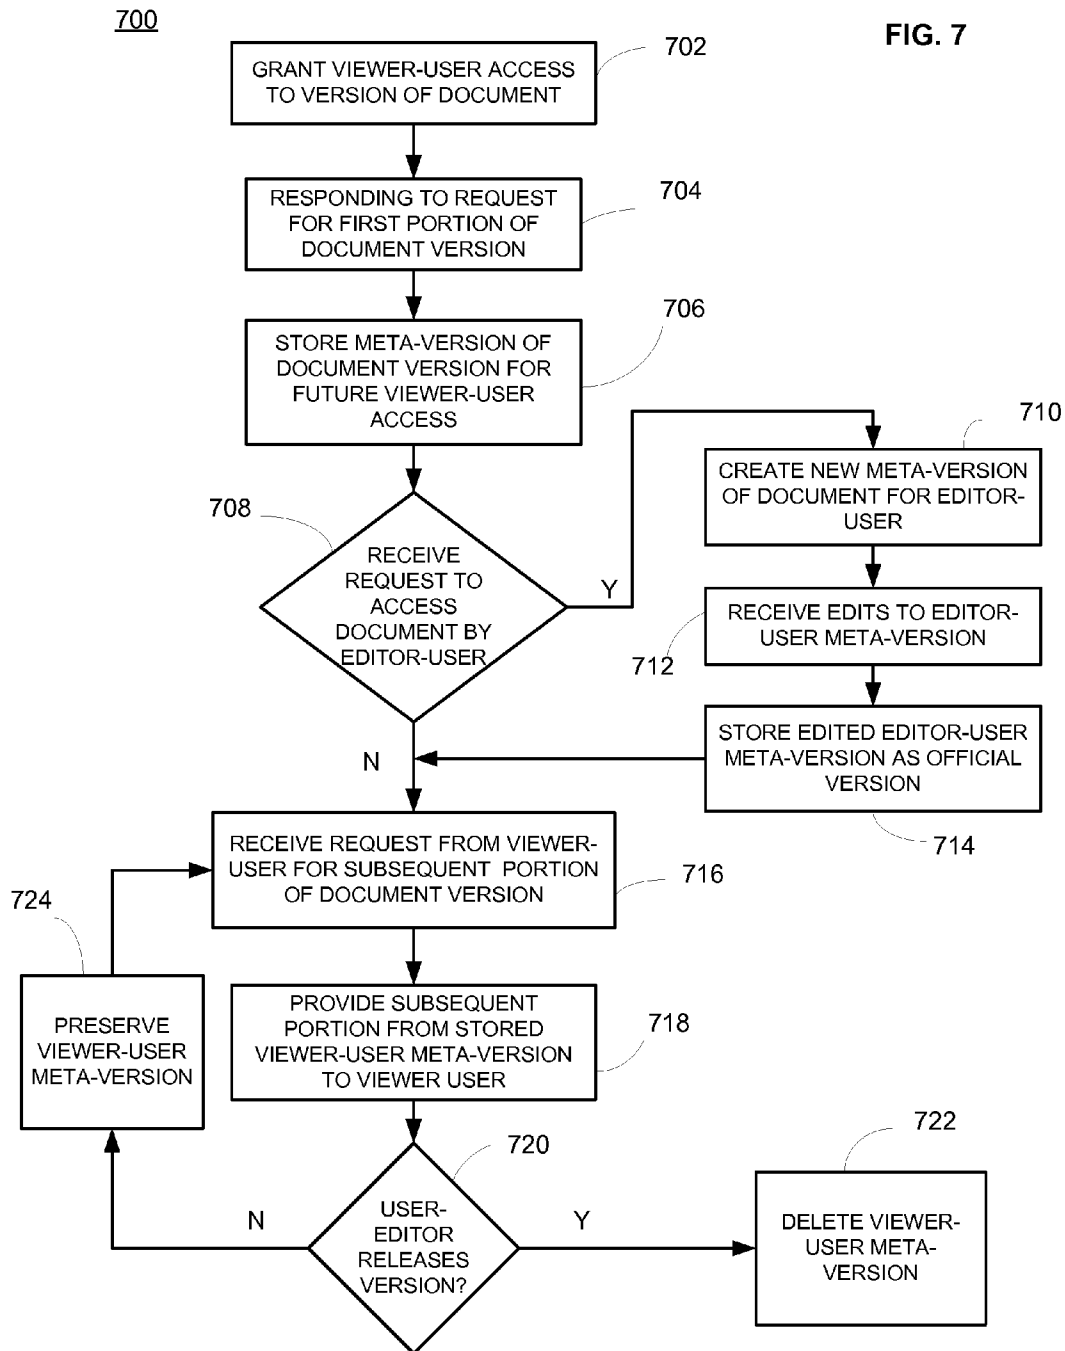 700
FIG. 7
702
GRANT VIEWER-USER ACCESS
TO VERSION OF DOCUMENT
704
RESPONDING TO REQUEST
FOR FIRST PORTION OF
DOCUMENT VERSION
706
STORE META-VERSION OF
DOCUMENT VERSION FOR
FUTURE VIEWER-USER
ACCESS
708
RECEIVE
REQUEST TO
ACCESS
DOCUMENT BY
EDITOR-USER
Y
N
710
CREATE NEW META-VERSION
OF DOCUMENT FOR EDITOR-
USER
RECEIVE EDITS TO EDITOR-
USER META-VERSION
712
STORE EDITED EDITOR-USER
META-VERSION AS OFFICIAL
VERSION
714
RECEIVE REQUEST FROM VIEWER-
USER FOR SUBSEQUENT PORTION
OF DOCUMENT VERSION
716
724
PRESERVE
VIEWER-USER
META-VERSION
PROVIDE SUBSEQUENT
PORTION FROM STORED
VIEWER-USER META-VERSION
TO VIEWER USER
718
720
USER-
EDITOR
RELEASES
VERSION?
N
Y
722
DELETE VIEWER-
USER META-
VERSION